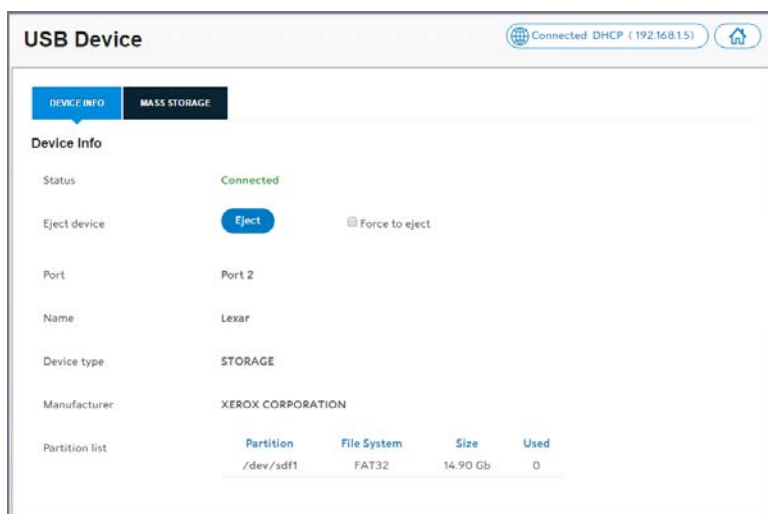 USB Device
Connected DHCP ( 192.168.1.5)
DEVICE INFO MASS STORAGE
Device Info
Status Connected
Eject device Eject Force to eject
Port Port 2
Name Lexar
Device type STORAGE
Manufacturer XEROX CORPORATION
Partition list Partition File System Size Used
/dev/sdf1 FAT32 14.90 Gb 0